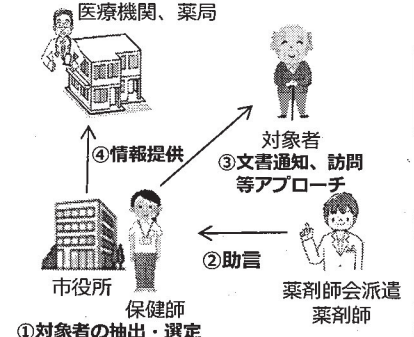 医療機関、薬局
対象者
④情報提供
③文書通知、訪問
等アプローチ
②助言
市役所
保健師
薬剤師会派遣
薬剤師
①対象者の抽出・選定